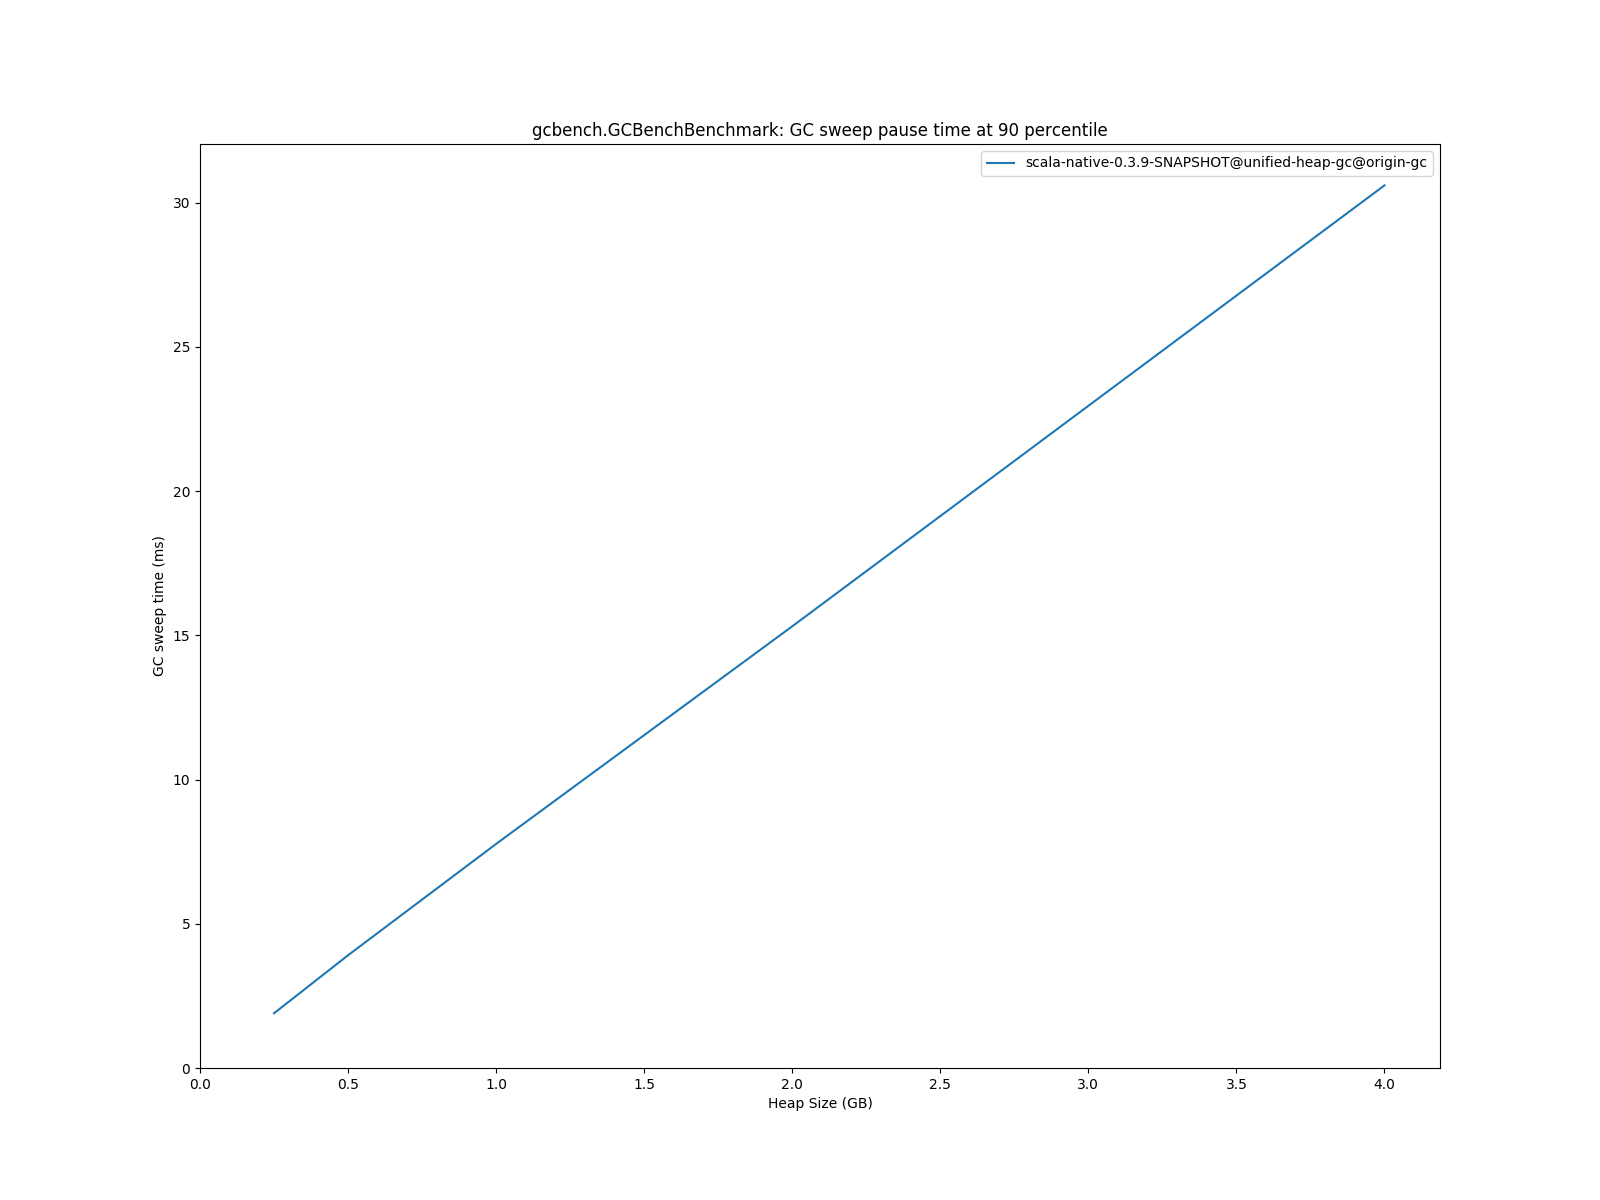 gcbench.GCBenchBenchmark: GC sweep pause time at 90 percentile
scala-native-0.3.9-SNAPSHOT@unified-heap-gc@origin-gc
30
25
20
15
10
5
0
GC sweep time (ms)
0.0 0.5 1.0 1.5 2.0 2.5 3.0 3.5 4.0
Heap Size (GB)